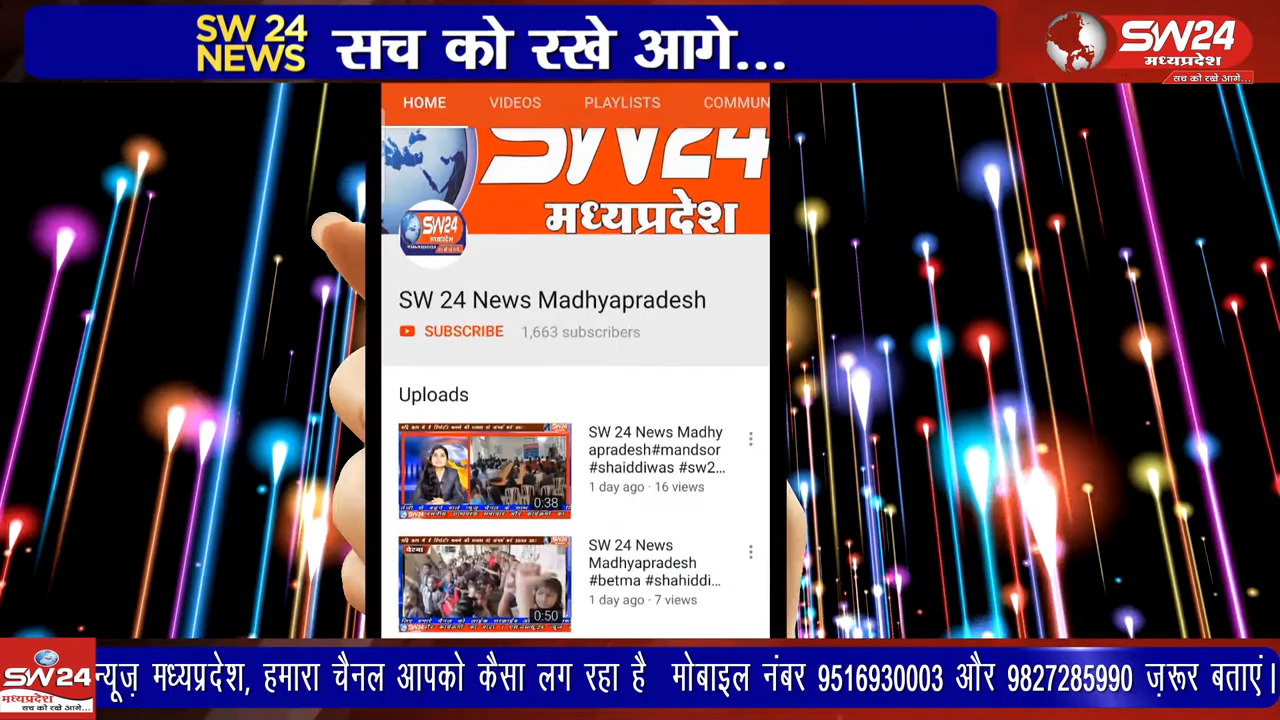 SW 24
NEWS
सच को रखे आगे...
SW24
मध्यप्रदेश
सच को रखे आगे...
HOME VIDEOS PLAYLISTS COMMUN
SW24
मध्यप्रदेश
SW24
SW 24 News Madhyapradesh
SUBSCRIBE 1,663 subscribers
Uploads
SW 24 News Madhy
apradesh#mandsor
#shaiddiwas #sw2...
1 day ago · 16 views
0:38
SW 24 News
Madhyapradesh
#betma #shahiddi...
1 day ago · 7 views
बेटमा
0:50
SW24
मध्यप्रदेश
सच को रखे आगे...
न्यूज़ मध्यप्रदेश, हमारा चैनल आपको कैसा लग रहा है मोबाइल नंबर 9516930003 और 9827285990 ज़रूर बताएं।